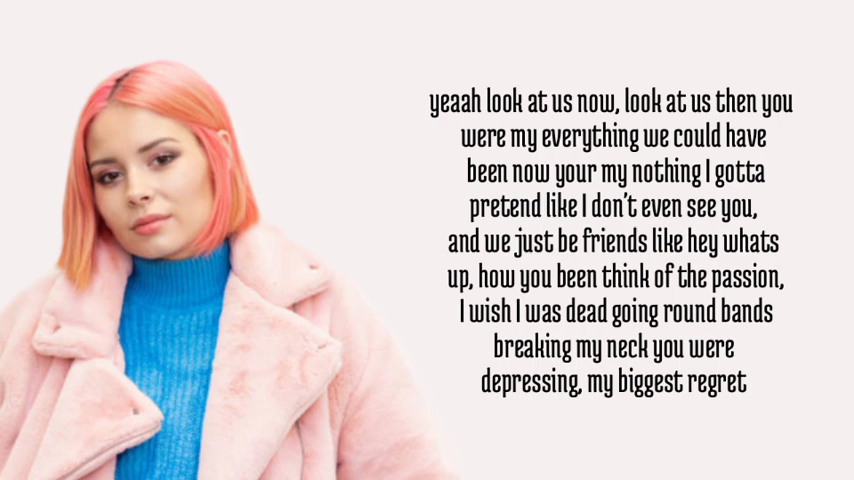 yeaah look at us now, look at us then you
were my everything we could have
been now your my nothing I gotta
pretend like I don't even see you,
and we just be friends like hey whats
up, how you been think of the passion,
I wish I was dead going round bands
breaking my neck you were
depressing, my biggest regret